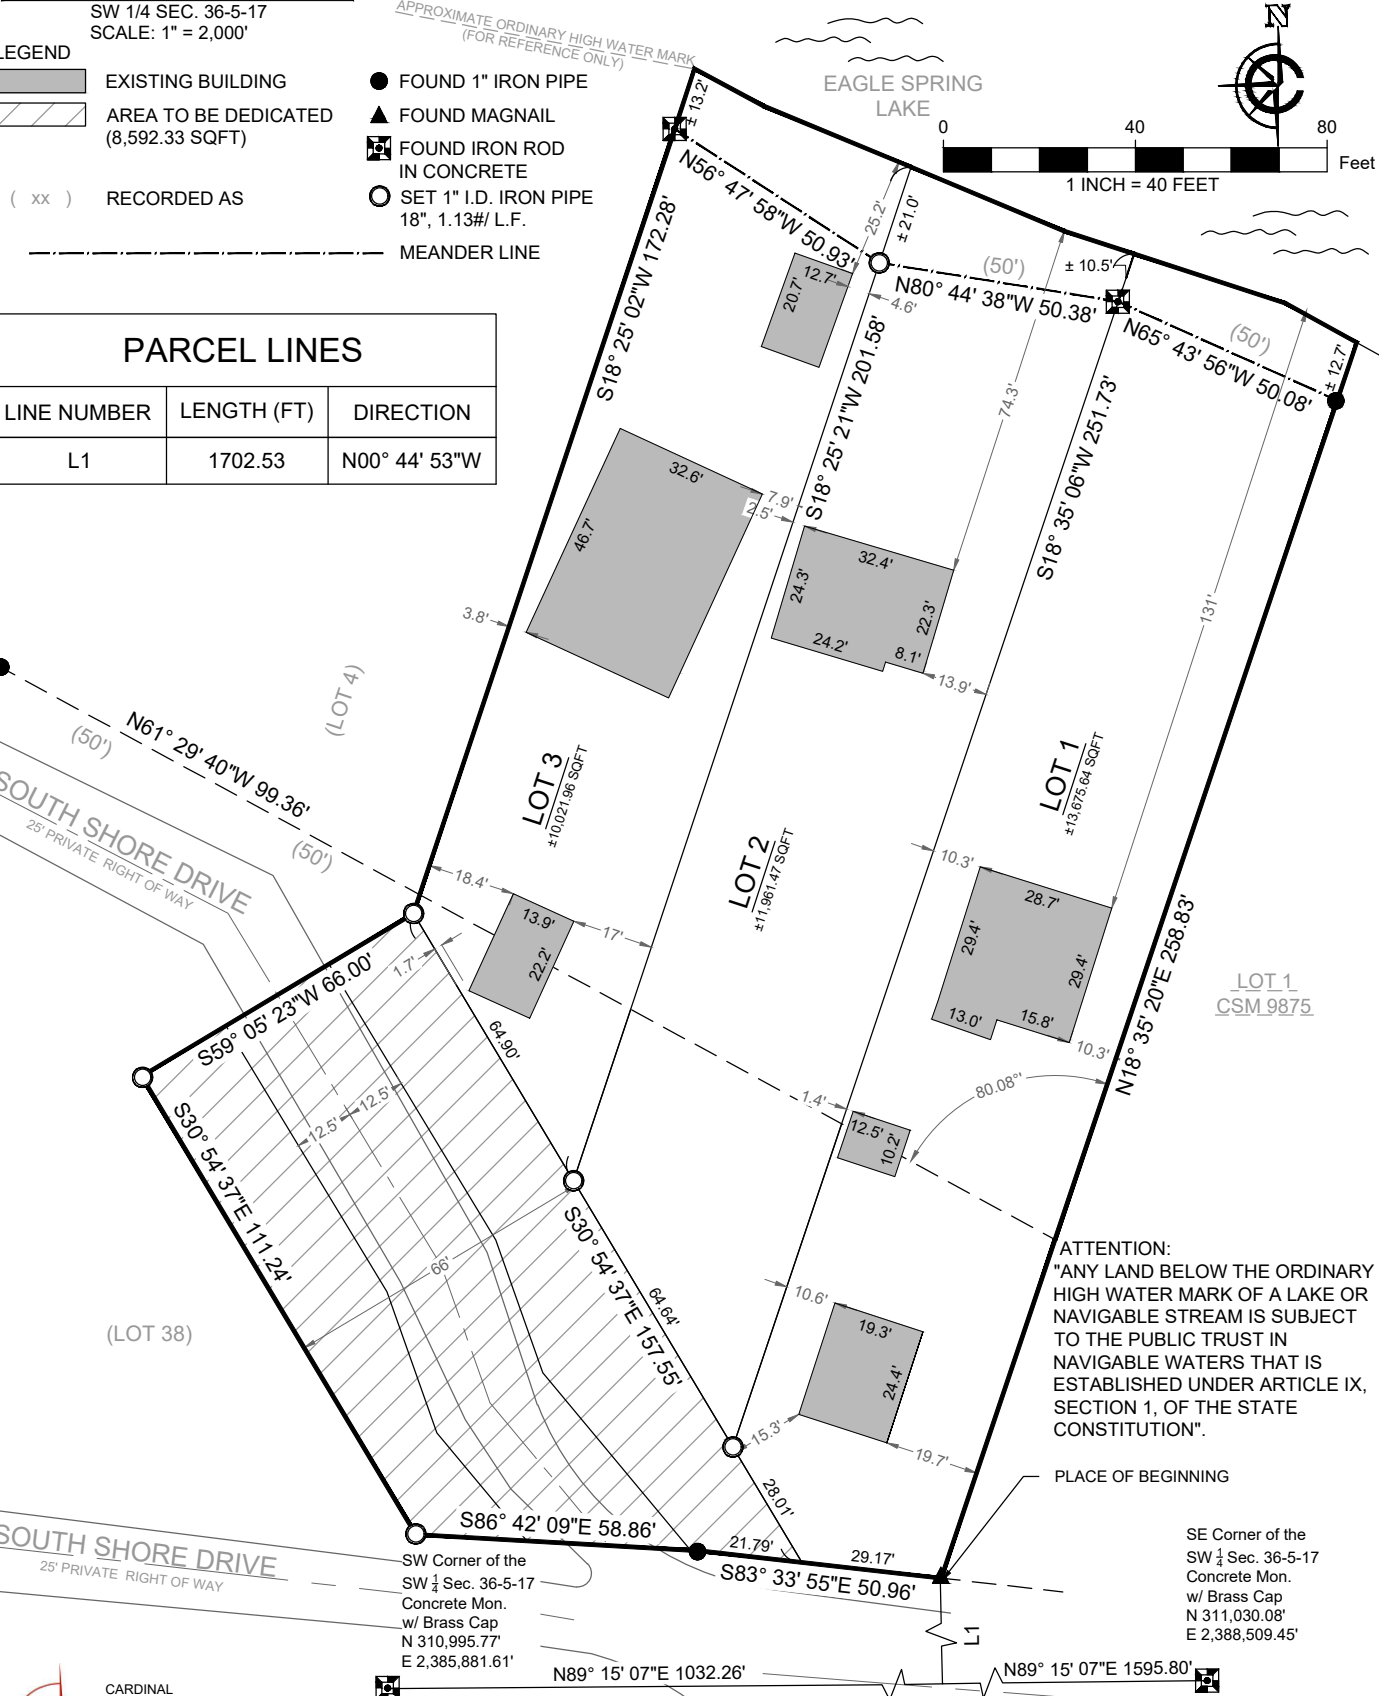 SW 1/4 SEC. 36-5-17
SCALE: 1" = 2,000'
LEGEND
EXISTING BUILDING
AREA TO BE DEDICATED
(8,592.33 SQFT)
( xx ) RECORDED AS
FOUND 1" IRON PIPE
FOUND MAGNAIL
FOUND IRON ROD
IN CONCRETE
SET 1" I.D. IRON PIPE
18", 1.13#/ L.F.
MEANDER LINE
APPROXIMATE ORDINARY HIGH WATER MARK
(FOR REFERENCE ONLY)
EAGLE SPRING
LAKE
N
0 40 80
Feet
1 INCH = 40 FEET
PARCEL LINES
LINE NUMBER LENGTH (FT) DIRECTION
L1 1702.53 N00° 44' 53"W
± 13.2'
N56° 47' 58"W 50.93'
25.2'
± 21.0'
(50')
± 10.5'
N80° 44' 38"W 50.38'
(50')
N65° 43' 56"W 50.08'
± 12.7'
S18° 25' 02"W 172.28'
12.7'
20.7'
4.6'
S18° 25' 21"W 201.58'
74.3'
S18° 35' 06"W 251.73'
131'
32.6'
46.7'
7.9'
2.5'
32.4'
24.3'
22.3'
24.2'
8.1'
13.9'
3.8'
(LOT 4)
N61° 29' 40"W 99.36'
(50')
(50')
SOUTH SHORE DRIVE
25' PRIVATE RIGHT OF WAY
LOT 3
±10,021.96 SQFT
LOT 2
±11,961.47 SQFT
LOT 1
±13,675.64 SQFT
18.4'
13.9'
22.2'
17'
1.7'
10.3'
28.7'
29.4'
29.4'
13.0'
15.8'
10.3'
N18° 35' 20"E 258.83'
LOT 1
CSM 9875
S59° 05' 23"W 66.00'
64.90'
12.5'
12.5'
S30° 54' 37"E 111.24'
66'
1.4'
12.5'
10.2'
80.08°'
S30° 54' 37"E 157.55'
64.64'
10.6'
19.3'
24.4'
15.3'
19.7'
28.01'
(LOT 38)
ATTENTION:
"ANY LAND BELOW THE ORDINARY
HIGH WATER MARK OF A LAKE OR
NAVIGABLE STREAM IS SUBJECT
TO THE PUBLIC TRUST IN
NAVIGABLE WATERS THAT IS
ESTABLISHED UNDER ARTICLE IX,
SECTION 1, OF THE STATE
CONSTITUTION".
PLACE OF BEGINNING
S86° 42' 09"E 58.86'
21.79'
29.17'
S83° 33' 55"E 50.96'
SOUTH SHORE DRIVE
25' PRIVATE RIGHT OF WAY
SW Corner of the
SW 1/4 Sec. 36-5-17
Concrete Mon.
w/ Brass Cap
N 310,995.77'
E 2,385,881.61'
SE Corner of the
SW 1/4 Sec. 36-5-17
Concrete Mon.
w/ Brass Cap
N 311,030.08'
E 2,388,509.45'
L1
N89° 15' 07"E 1032.26'
N89° 15' 07"E 1595.80'
CARDINAL